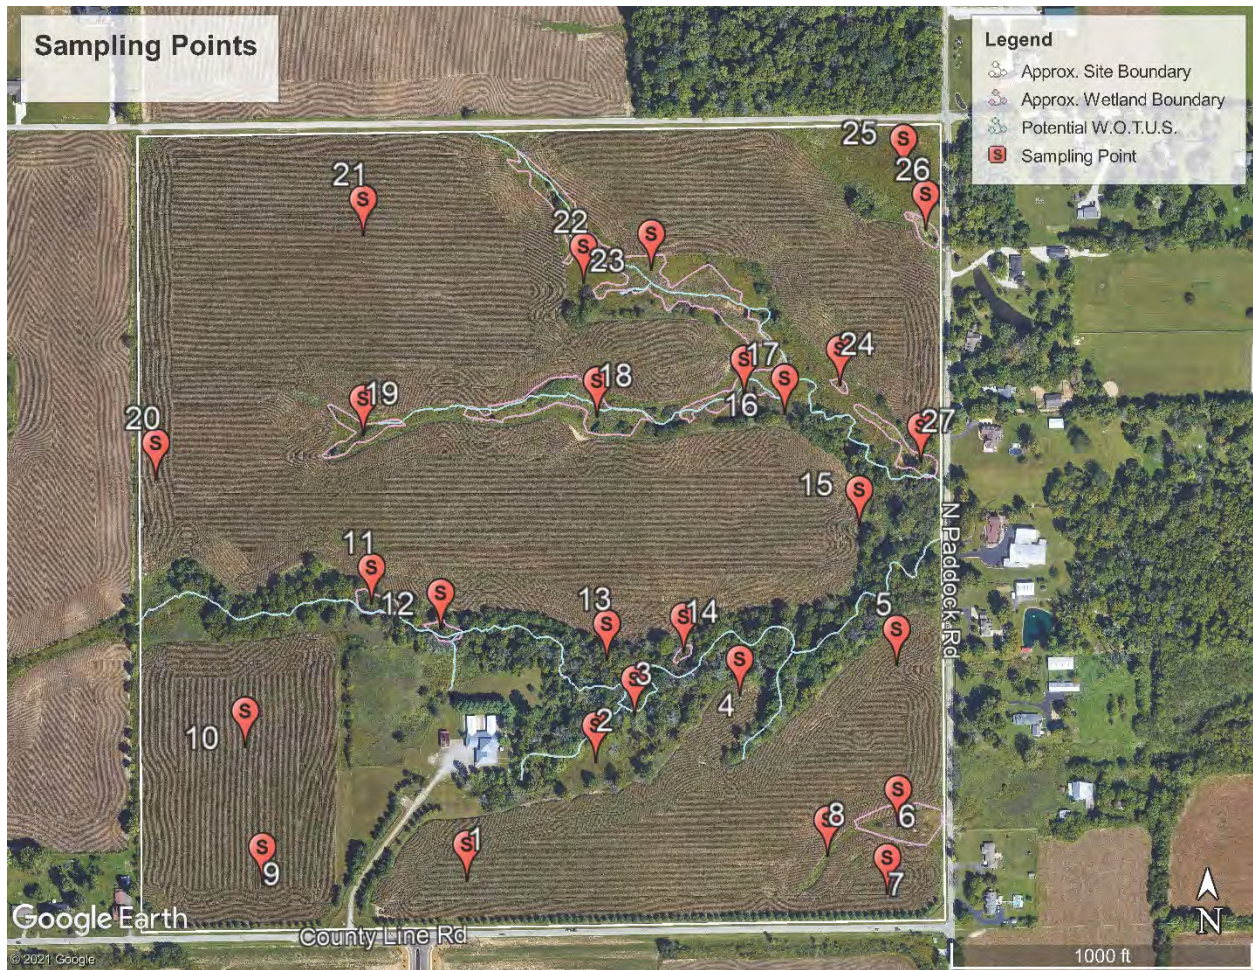 Sampling Points
Legend
Approx. Site Boundary
Approx. Wetland Boundary
Potential W.O.T.U.S.
S Sampling Point
25
S
26
S
21
S
22
S
23
S
24
S
17
S
16
S
18
S
19
S
20
S
27
S
15
S
N Paddock Rd
11
S
12
S
13
S
14
S
5
S
3
S
4
S
2
S
10
S
6
S
8
S
1
S
9
S
7
S
Google Earth
County Line Rd
N
© 2021 Google
1000 ft